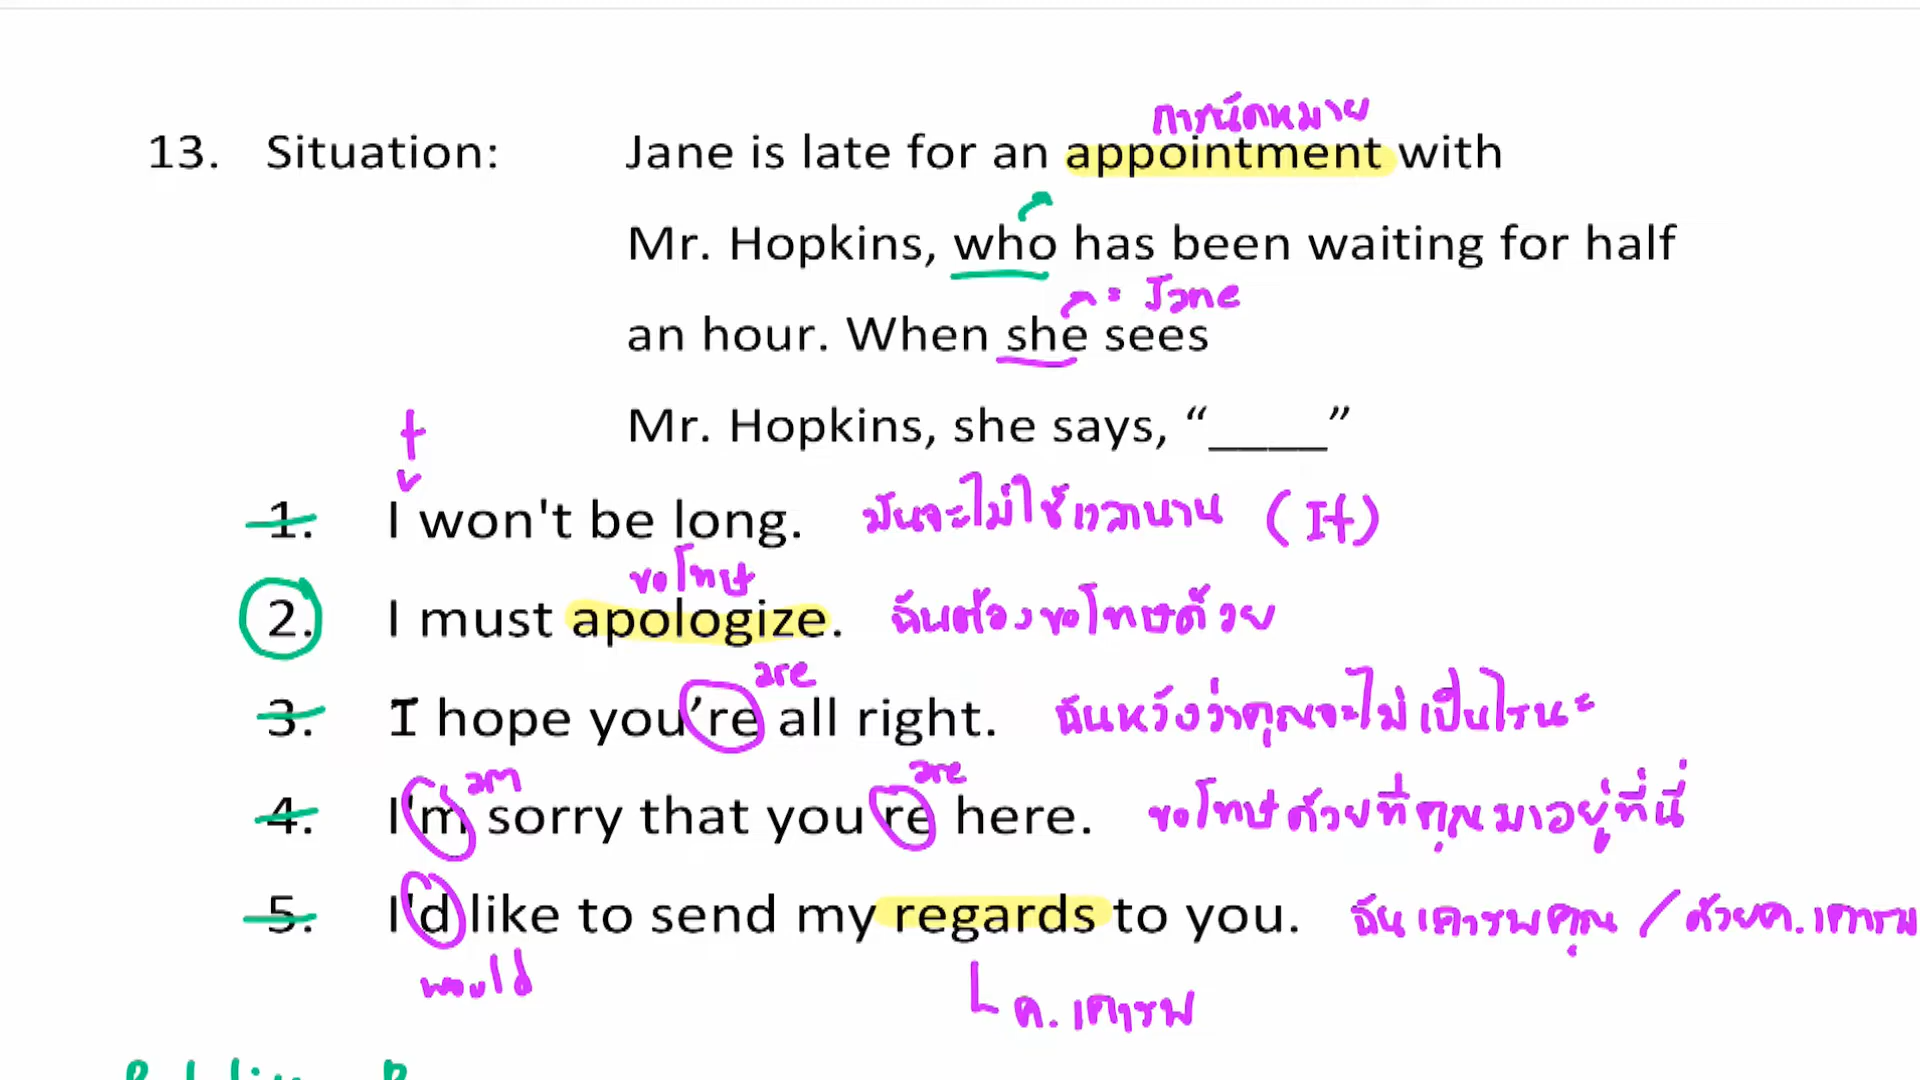 การนัดหมาย
13. Situation: Jane is late for an appointment with
Mr. Hopkins, who has been waiting for half
= Jane
an hour. When she sees
Mr. Hopkins, she says, “____”
t
1. I won't be long. มันจะไม่ใช้เวลานาน (It)
ขอโทษ
2. I must apologize. ฉันต้องขอโทษด้วย
are
3. I hope you’re all right. ฉันหวังว่าคุณจะไม่เป็นไรนะ
am are
4. I'm sorry that you're here. ขอโทษด้วยที่คุณมาอยู่ที่นี่
5. I'd like to send my regards to you. ฉันเคารพคุณ / ด้วยค.เคารพ
would
ค. เคารพ